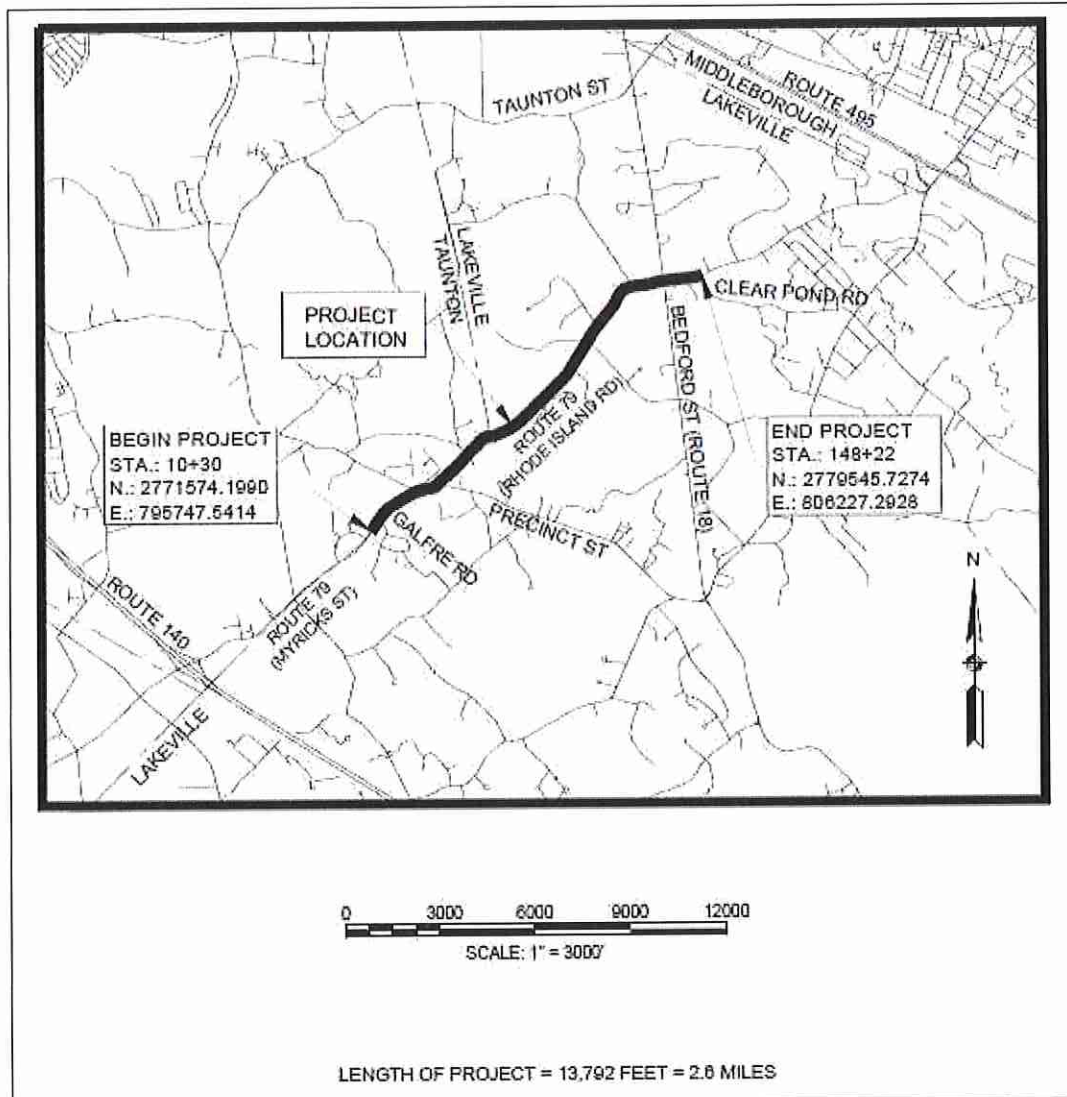 TAUNTON ST
ROUTE 495
MIDDLEBOROUGH
LAKEVILLE
LAKEVILLE
TAUNTON
PROJECT
LOCATION
CLEAR POND RD
BEDFORD ST (ROUTE 18)
ROUTE 79
(RHODE ISLAND RD)
BEGIN PROJECT
STA.: 10+30
N.: 2771574.1990
E.: 795747.5414
END PROJECT
STA.: 148+22
N.: 2779545.7274
E.: 806227.2928
GALFRE RD
PRECINCT ST
ROUTE 79
(MYRICKS ST)
ROUTE 140
LAKEVILLE
N
0 3000 6000 9000 12000
SCALE: 1" = 3000'
LENGTH OF PROJECT = 13,792 FEET = 2.6 MILES